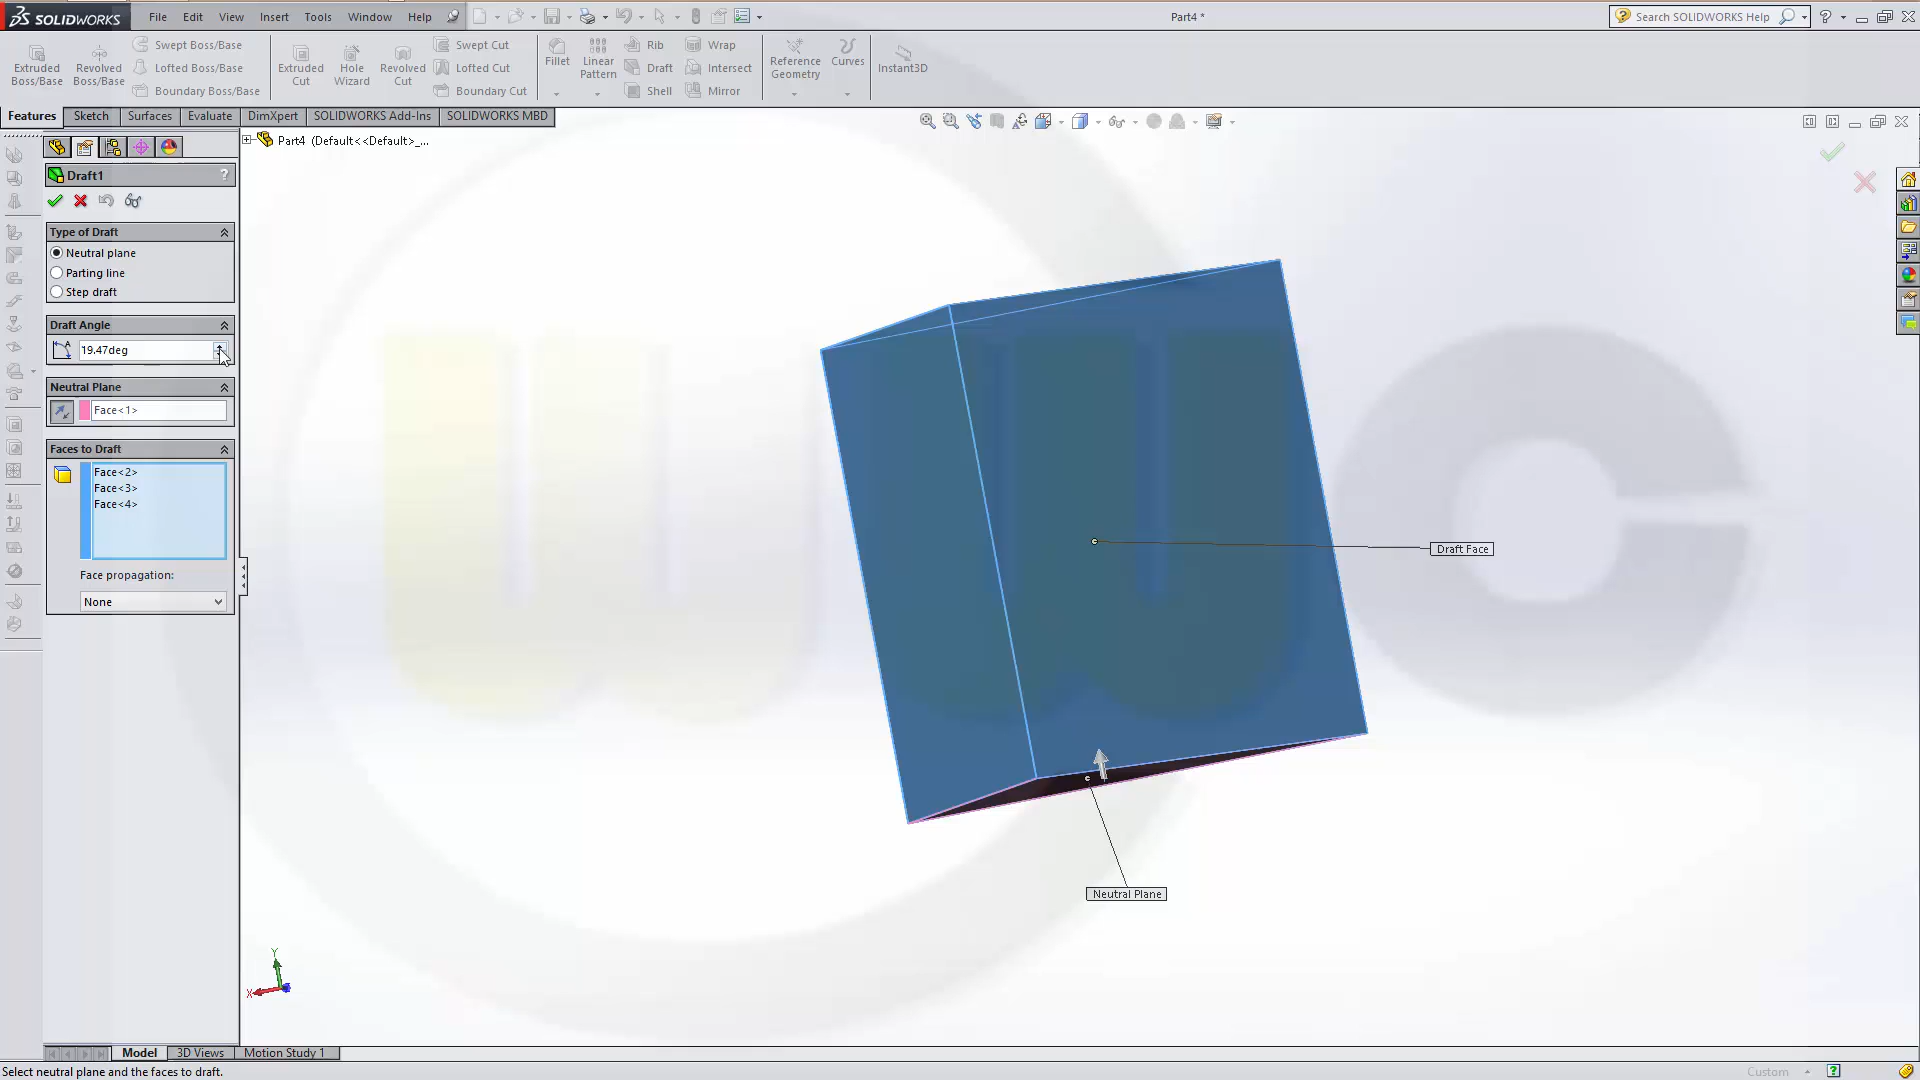 SOLIDWORKS
File Edit View Insert Tools Window Help
Part4 *
Search SOLIDWORKS Help
Extruded Boss/Base
Revolved Boss/Base
Swept Boss/Base
Lofted Boss/Base
Boundary Boss/Base
Extruded Cut
Hole Wizard
Revolved Cut
Swept Cut
Lofted Cut
Boundary Cut
Fillet
Linear Pattern
Rib
Draft
Shell
Wrap
Intersect
Mirror
Reference Geometry
Curves
Instant3D
Features Sketch Surfaces Evaluate DimXpert SOLIDWORKS Add-Ins SOLIDWORKS MBD
Part4 (Default<<Default>_...
Draft1
?
Type of Draft
Neutral plane
Parting line
Step draft
Draft Angle
19.47deg
Neutral Plane
Face<1>
Faces to Draft
Face<2>
Face<3>
Face<4>
Face propagation:
None
Draft Face
Neutral Plane
Y
X
Model 3D Views Motion Study 1
Select neutral plane and the faces to draft.
Custom